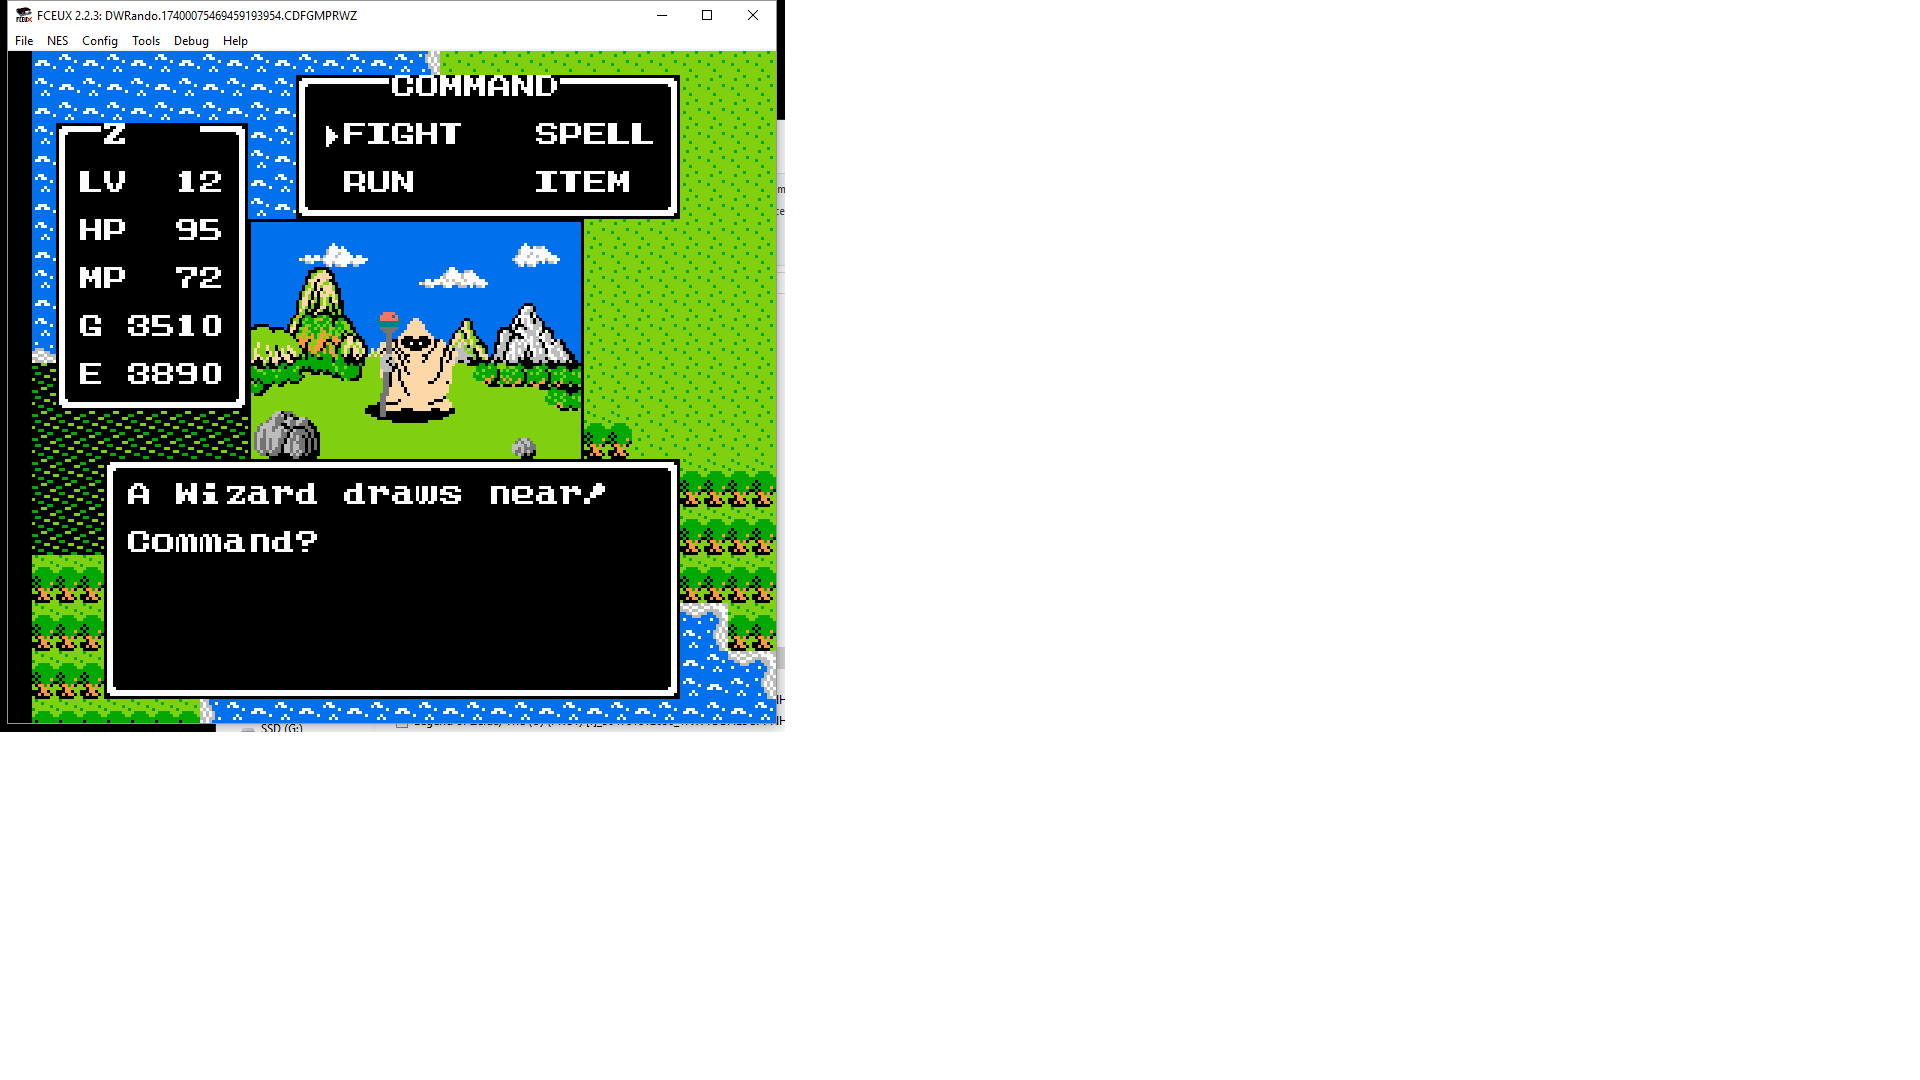 FCEUX 2.2.3: DWRando.17400075469459193954.CDFGMPRWZ
File NES Config Tools Debug Help
COMMAND
FIGHT SPELL
RUN ITEM
Z
LV 12
HP 95
MP 72
G 3510
E 3890
A Wizard draws near!
Command?
SSD (G:)